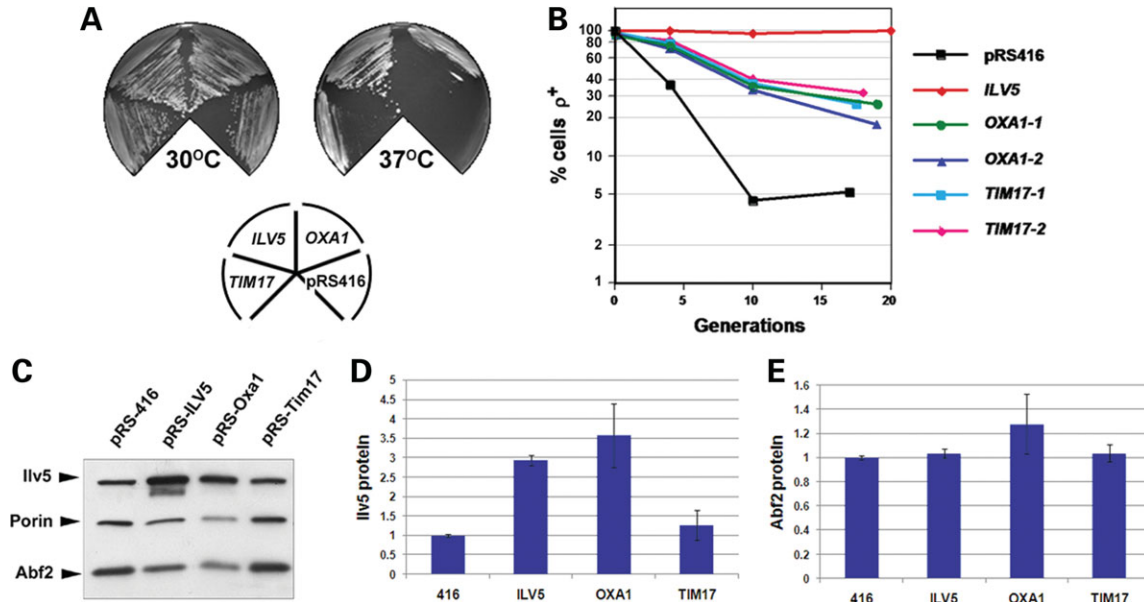 A
30°C
37°C
ILV5
OXA1
TIM17
pRS416
B
% cells ρ+
100
80
60
40
30
20
10
5
2
1
0
5
10
15
20
Generations
pRS416
ILV5
OXA1-1
OXA1-2
TIM17-1
TIM17-2
C
pRS-416
pRS-ILV5
pRS-Oxa1
pRS-Tim17
Ilv5
Porin
Abf2
D
Ilv5 protein
5
4.5
4
3.5
3
2.5
2
1.5
1
0.5
0
416
ILV5
OXA1
TIM17
E
Abf2 protein
1.6
1.4
1.2
1
0.8
0.6
0.4
0.2
0
416
ILV5
OXA1
TIM17